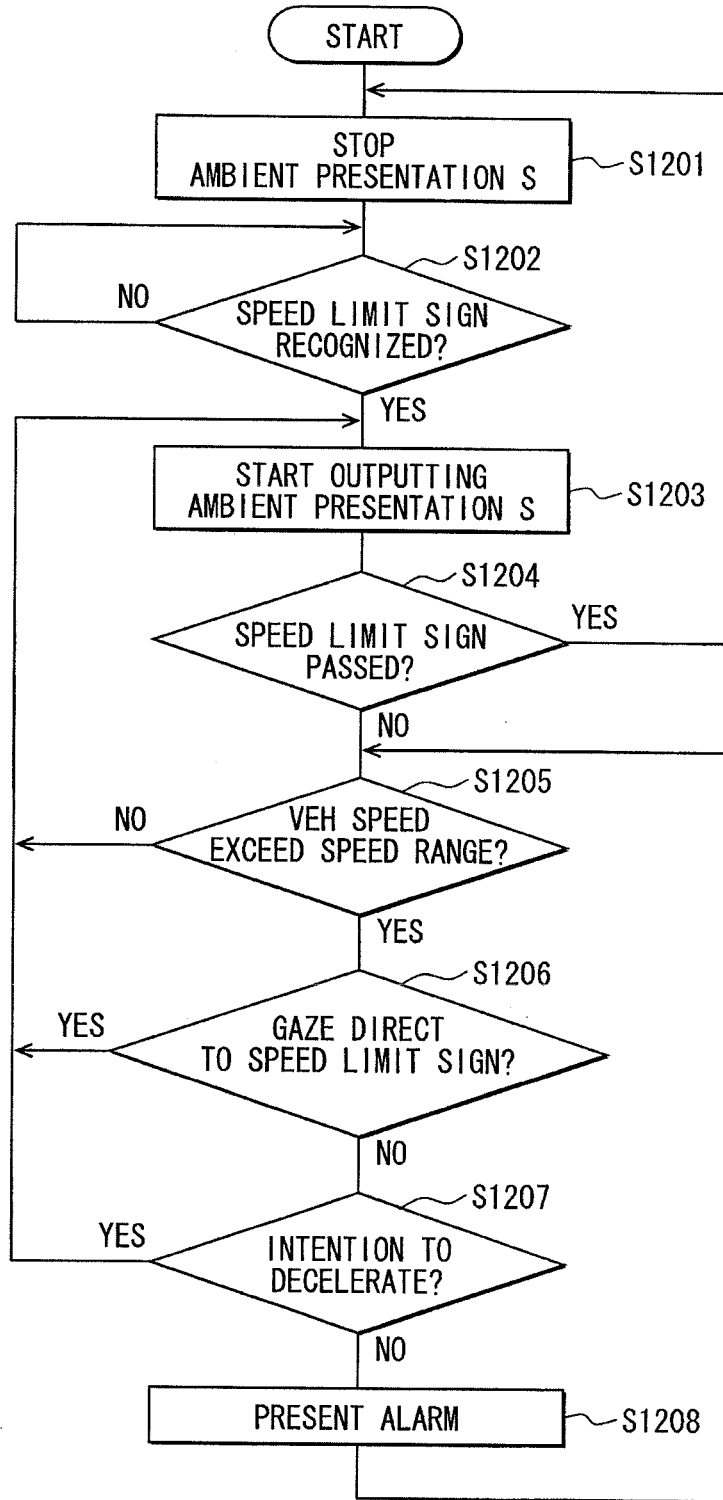 START
STOP
AMBIENT PRESENTATION S
S1201
S1202
NO
SPEED LIMIT SIGN
RECOGNIZED?
YES
START OUTPUTTING
AMBIENT PRESENTATION S
S1203
S1204
YES
SPEED LIMIT SIGN
PASSED?
NO
S1205
NO
VEH SPEED
EXCEED SPEED RANGE?
YES
S1206
YES
GAZE DIRECT
TO SPEED LIMIT SIGN?
NO
S1207
YES
INTENTION TO
DECELERATE?
NO
PRESENT ALARM
S1208